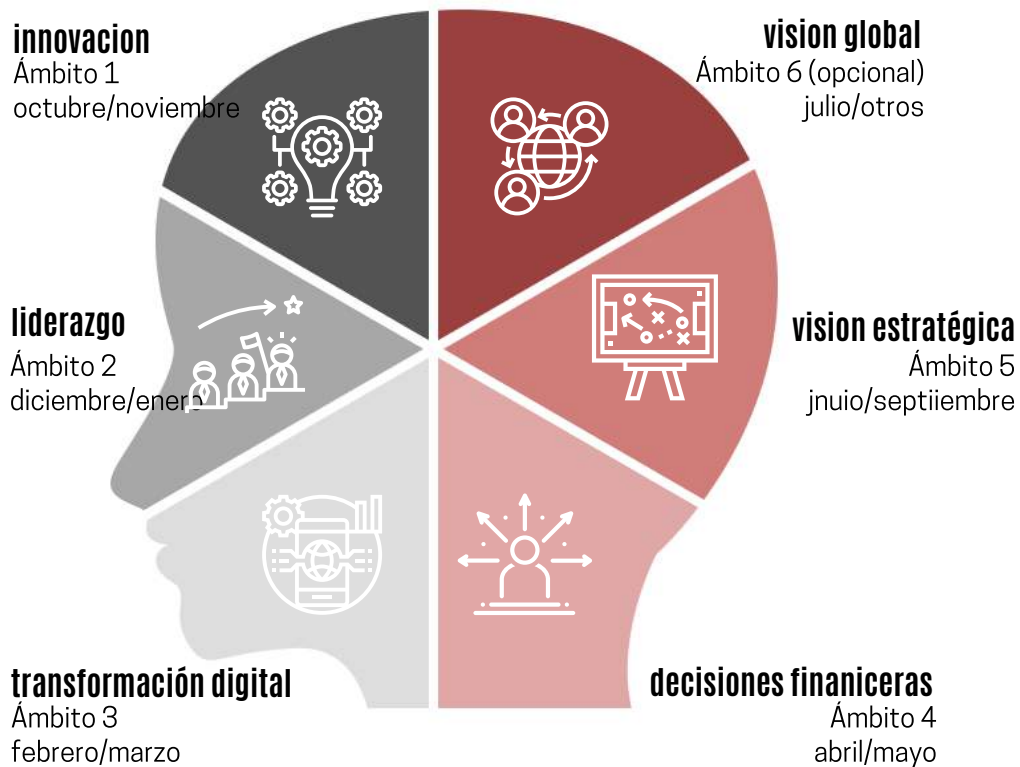 innovacion
Ámbito 1
octubre/noviembre
vision global
Ámbito 6 (opcional)
julio/otros
liderazgo
Ámbito 2
diciembre/enero
vision estratégica
Ámbito 5
jnuio/septiiembre
transformación digital
Ámbito 3
febrero/marzo
decisiones finaniceras
Ámbito 4
abril/mayo